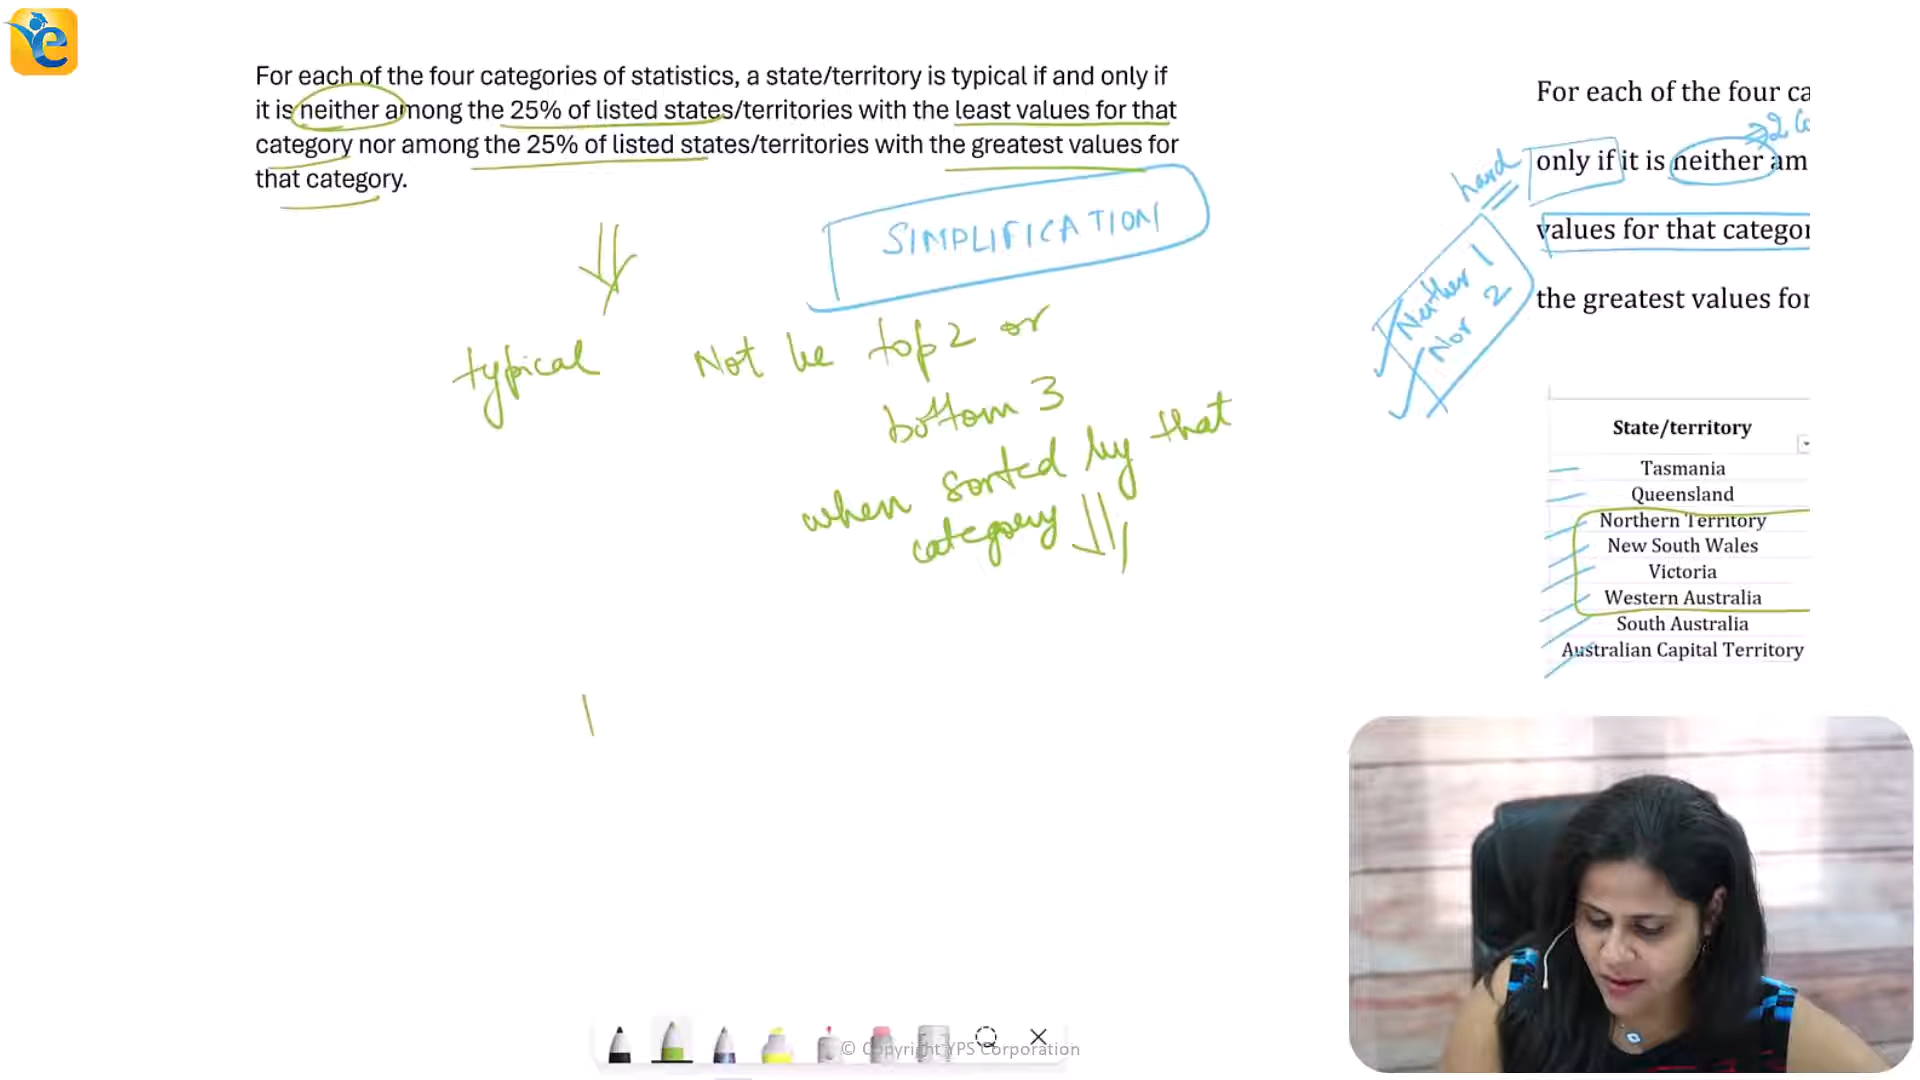 For each of the four categories of statistics, a state/territory is typical if and only if
it is neither among the 25% of listed states/territories with the least values for that
category nor among the 25% of listed states/territories with the greatest values for
that category.
SIMPLIFICATION
typical Not be top 2 or
bottom 3
when sorted by that
category
For each of the four ca
hard
only if it is neither am
values for that categor
the greatest values for
Neither 1
Nor 2
State/territory
Tasmania
Queensland
Northern Territory
New South Wales
Victoria
Western Australia
South Australia
Australian Capital Territory
© Copyright YPS Corporation